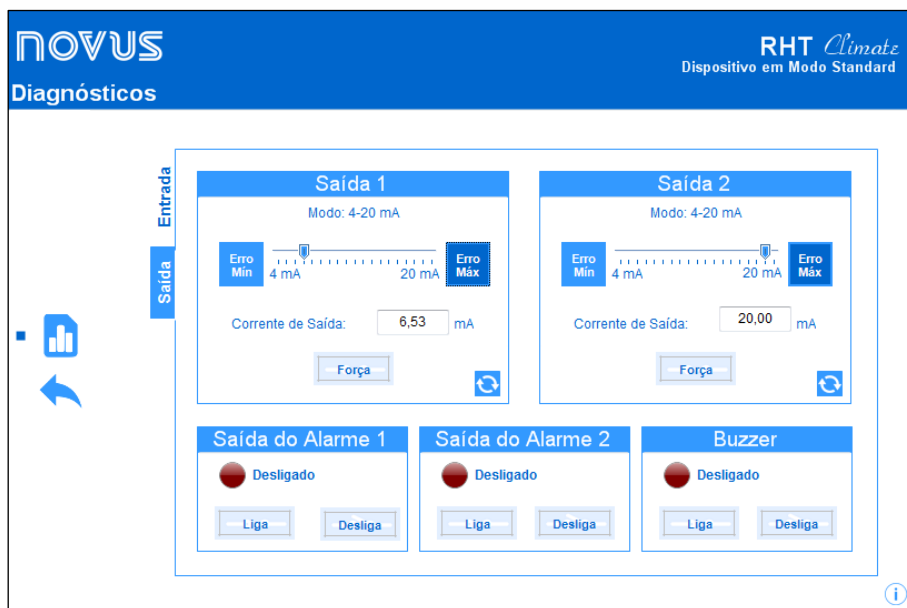 NOVUS
RHT Climate
Dispositivo em Modo Standard
Diagnósticos
Entrada
Saída
Saída 1
Modo: 4-20 mA
Erro Mín
4 mA
20 mA
Erro Máx
Corrente de Saída: 6,53 mA
Força
Saída 2
Modo: 4-20 mA
Erro Mín
4 mA
20 mA
Erro Máx
Corrente de Saída: 20,00 mA
Força
Saída do Alarme 1
Desligado
Liga Desliga
Saída do Alarme 2
Desligado
Liga Desliga
Buzzer
Desligado
Liga Desliga
i